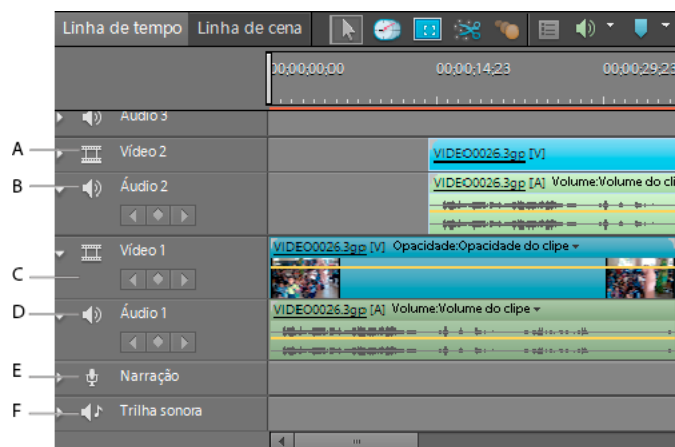 Linha de tempo Linha de cena
00;00;00;00 00;00;14;23 00;00;29;23
Áudio 3
A Vídeo 2 VIDEO0026.3gp [V]
B Áudio 2 VIDEO0026.3gp [A] Volume:Volume do cli
C Vídeo 1 VIDEO0026.3gp [V] Opacidade:Opacidade do clipe
D Áudio 1 VIDEO0026.3gp [A] Volume:Volume do clipe
E Narração
F Trilha sonora